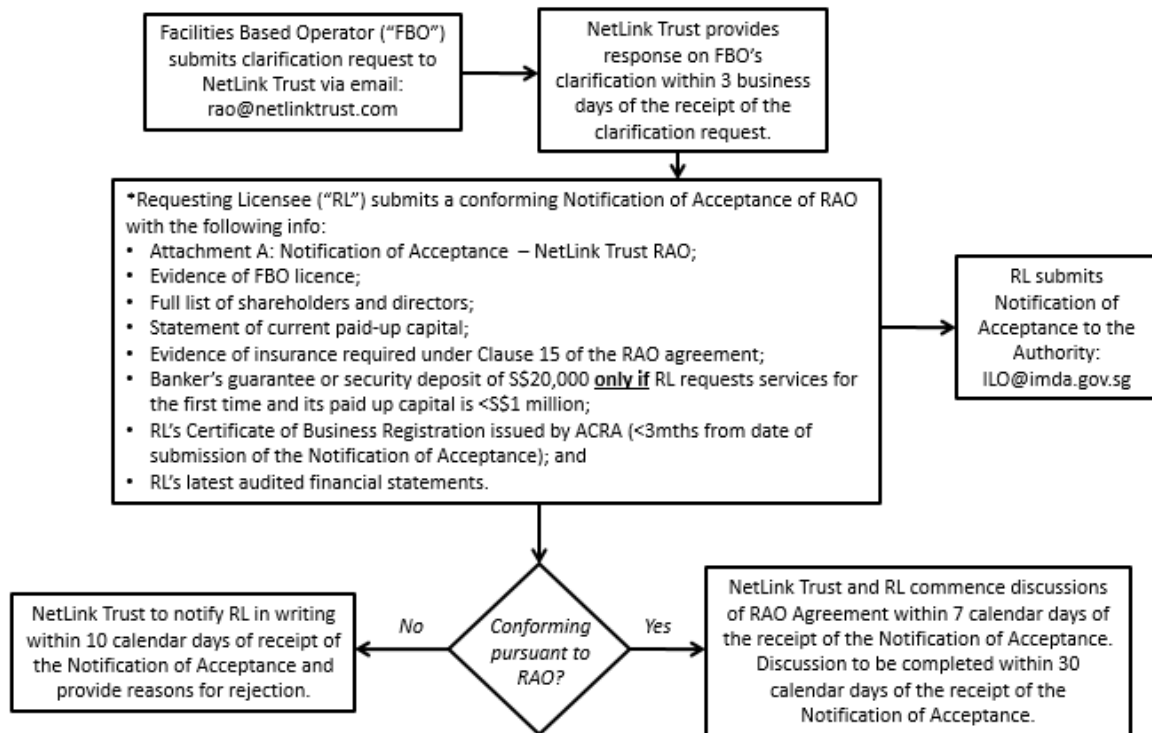 Facilities Based Operator (“FBO”)
submits clarification request to
NetLink Trust via email:
rao@netlinktrust.com
NetLink Trust provides
response on FBO’s
clarification within 3 business
days of the receipt of the
clarification request.
*Requesting Licensee (“RL”) submits a conforming Notification of Acceptance of RAO
with the following info:
• Attachment A: Notification of Acceptance – NetLink Trust RAO;
• Evidence of FBO licence;
• Full list of shareholders and directors;
• Statement of current paid-up capital;
• Evidence of insurance required under Clause 15 of the RAO agreement;
• Banker’s guarantee or security deposit of S$20,000 only if RL requests services for
the first time and its paid up capital is <S$1 million;
• RL’s Certificate of Business Registration issued by ACRA (<3mths from date of
submission of the Notification of Acceptance); and
• RL’s latest audited financial statements.
RL submits
Notification of
Acceptance to the
Authority:
ILO@imda.gov.sg
Conforming
pursuant to
RAO?
No
NetLink Trust to notify RL in writing
within 10 calendar days of receipt of
the Notification of Acceptance and
provide reasons for rejection.
Yes
NetLink Trust and RL commence discussions
of RAO Agreement within 7 calendar days of
the receipt of the Notification of Acceptance.
Discussion to be completed within 30
calendar days of the receipt of the
Notification of Acceptance.